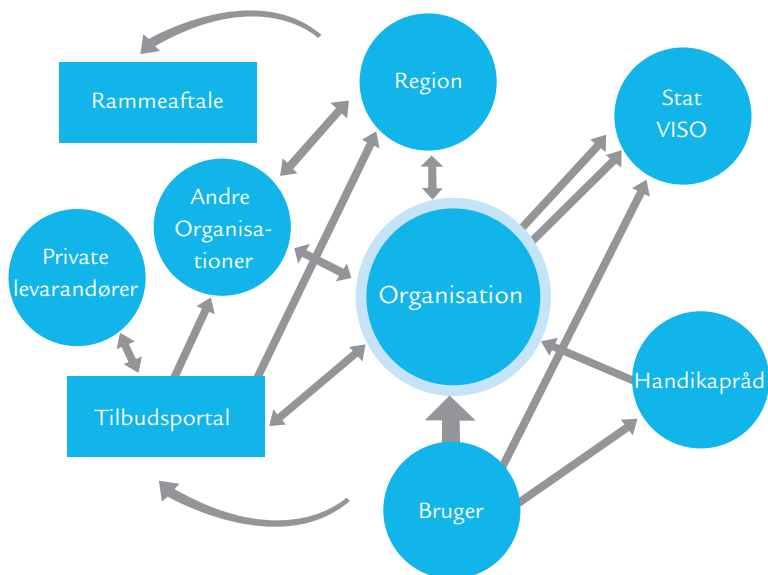 Region
Stat
VISO
Rammeaftale
Andre
Organisa-
tioner
Private
levarandører
Organisation
Handikapråd
Tilbudsportal
Bruger